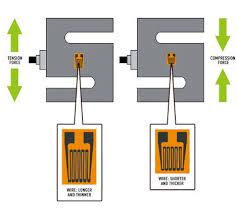 TENSION
FORCE
COMPRESSION
FORCE
WIRE: LONGER
AND THINNER
WIRE: SHORTER
AND THICKER